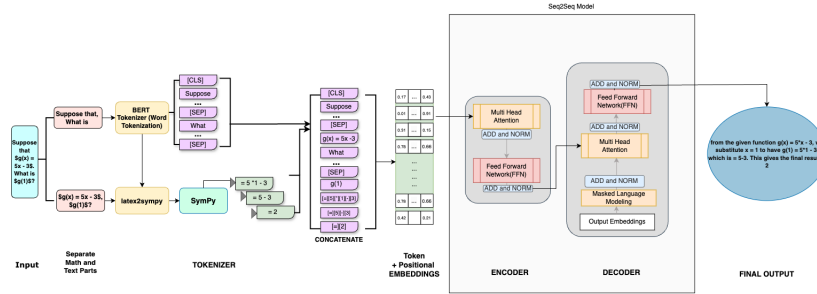 Seq2Seq Model
Suppose
that
$g(x) =
5x - 3$.
What is
$g(1)$?
Input
Suppose that,
What is
$g(x) = 5x - 3$,
$g(1)$?
Separate
Math and
Text Parts
BERT
Tokenizer (Word
Tokenization)
latex2sympy
[CLS]
Suppose
...
[SEP]
What
...
[SEP]
SymPy
= 5 *1 - 3
= 5 - 3
= 2
TOKENIZER
[CLS]
Suppose
...
[SEP]
g(x) = 5x -3
What
...
[SEP]
g(1)
[=][5][*][1][-][3]
[=][5][-][3]
[=][2]
CONCATENATE
0.17 ... 0.43
0.01 ... 0.91
0.31 ... 0.15
0.76 ... 0.66
...
...
...
...
0.76 ... 0.66
0.42 ... 0.21
Token
+ Positional
EMBEDDINGS
Multi Head
Attention
ADD and NORM
Feed Forward
Network(FFN)
ADD and NORM
ENCODER
ADD and NORM
Feed Forward
Network(FFN)
ADD and NORM
Multi Head
Attention
ADD and NORM
Masked Language
Modeling
Output Embeddings
DECODER
from the given function g(x) = 5*x - 3, w
substitute x = 1 to have g(1) = 5*1 - 3
which is 5-3. This gives the final resu
2
FINAL OUTPUT